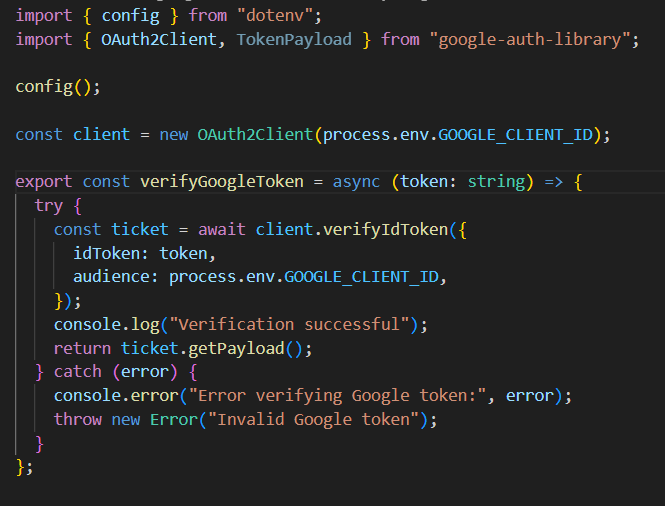 import { config } from "dotenv";
import { OAuth2Client, TokenPayload } from "google-auth-library";

config();

const client = new OAuth2Client(process.env.GOOGLE_CLIENT_ID);

export const verifyGoogleToken = async (token: string) => {
  try {
    const ticket = await client.verifyIdToken({
      idToken: token,
      audience: process.env.GOOGLE_CLIENT_ID,
    });
    console.log("Verification successful");
    return ticket.getPayload();
  } catch (error) {
    console.error("Error verifying Google token:", error);
    throw new Error("Invalid Google token");
  }
};